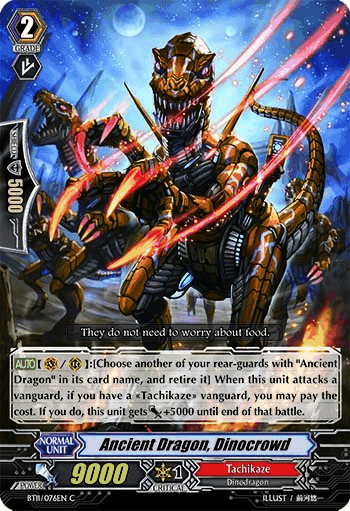 2
GRADE
SHIELD
5000
They do not need to worry about food.
AUTO [ / ]:[Choose another of your rear-guards with "Ancient
Dragon" in its card name, and retire it] When this unit attacks a
vanguard, if you have a «Tachikaze» vanguard, you may pay the
cost. If you do, this unit gets +5000 until end of that battle.
NORMAL
UNIT
Ancient Dragon, Dinocrowd
POWER
9000
1
CRITICAL
Tachikaze
Dinodragon
BT11/076EN C
ILLUST / 前河悠一